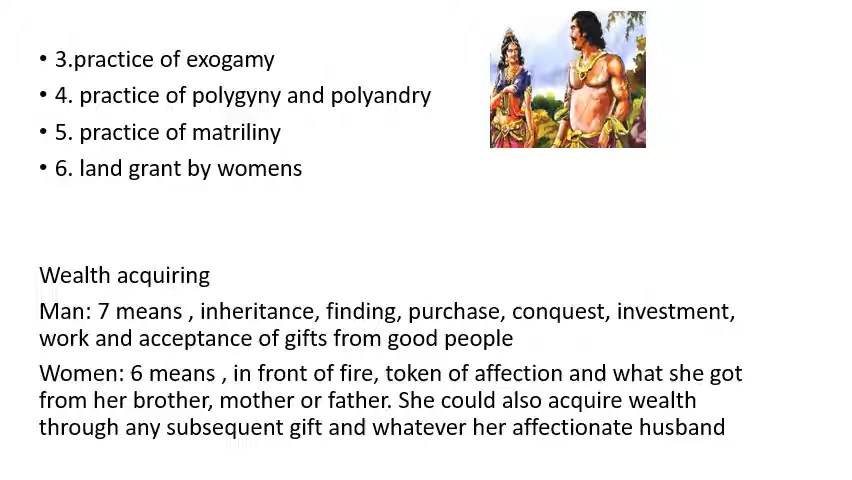 • 3.practice of exogamy
• 4. practice of polygyny and polyandry
• 5. practice of matriliny
• 6. land grant by womens
Wealth acquiring
Man: 7 means , inheritance, finding, purchase, conquest, investment,
work and acceptance of gifts from good people
Women: 6 means , in front of fire, token of affection and what she got
from her brother, mother or father. She could also acquire wealth
through any subsequent gift and whatever her affectionate husband